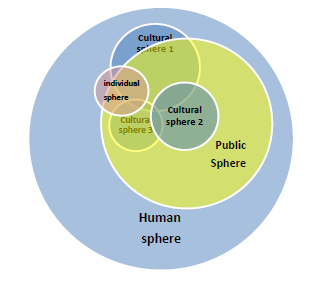 Cultural
sphere 1
individual
sphere
Cultural
sphere 2
Cultural
sphere 3
Public
Sphere
Human
sphere